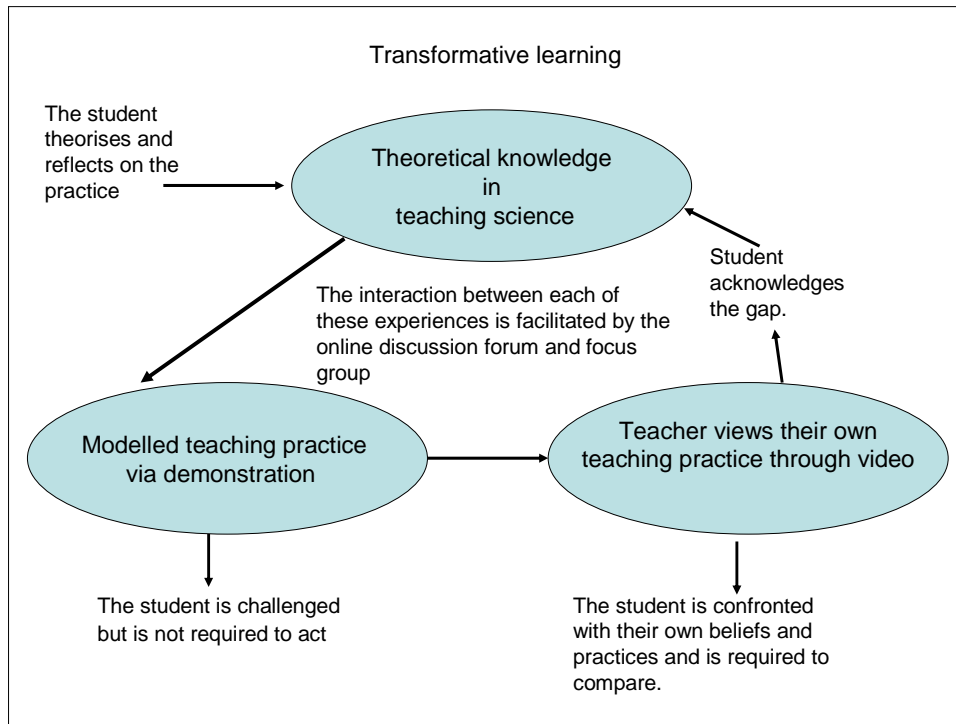 Transformative learning
The student
theorises and
reflects on the
practice
Theoretical knowledge
in
teaching science
Student
acknowledges
the gap.
The interaction between each of
these experiences is facilitated by the
online discussion forum and focus
group
Modelled teaching practice
via demonstration
Teacher views their own
teaching practice through video
The student is challenged
but is not required to act
The student is confronted
with their own beliefs and
practices and is required to
compare.